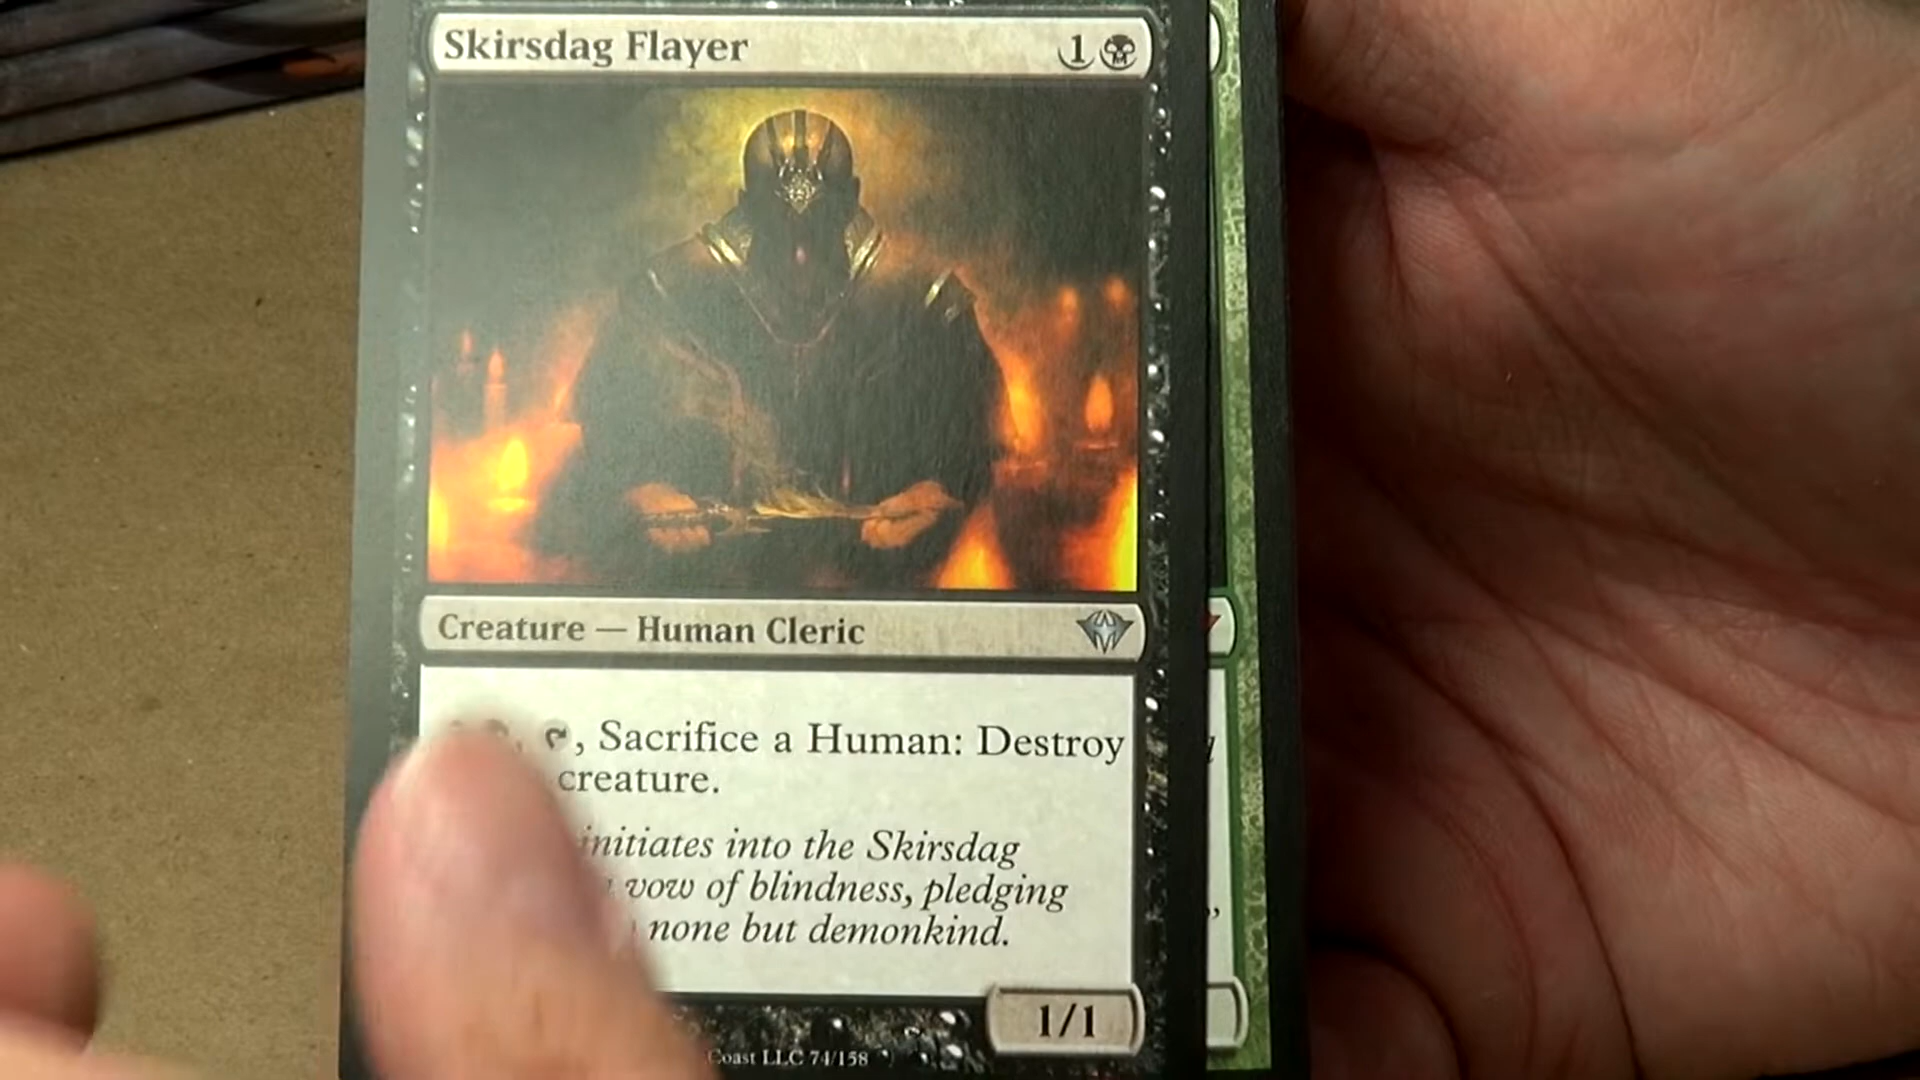 Skirsdag Flayer 1
Creature — Human Cleric
, Sacrifice a Human: Destroy
creature.
initiates into the Skirsdag
vow of blindness, pledging
none but demonkind.
1/1
Coast LLC 74/158